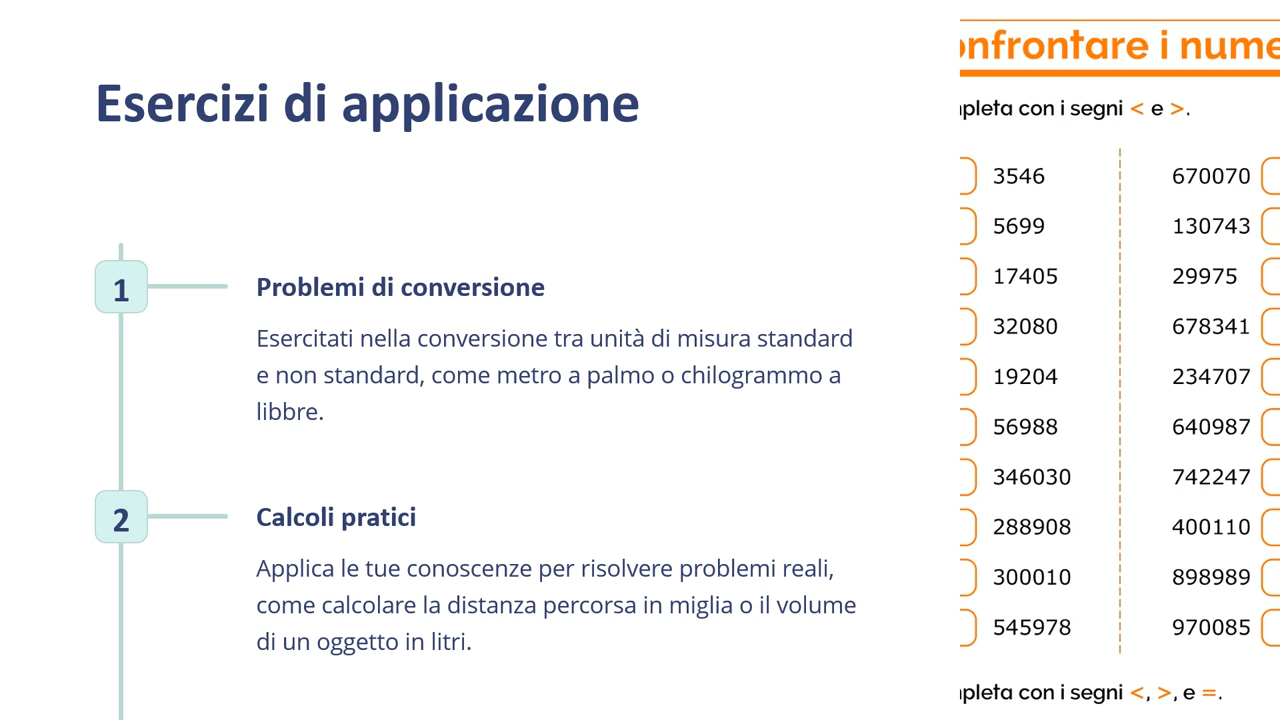 Esercizi di applicazione
1
Problemi di conversione
Esercitati nella conversione tra unità di misura standard
e non standard, come metro a palmo o chilogrammo a
libbre.
2
Calcoli pratici
Applica le tue conoscenze per risolvere problemi reali,
come calcolare la distanza percorsa in miglia o il volume
di un oggetto in litri.
onfrontare i nume
mpleta con i segni < e >.
3546 670070
5699 130743
17405 29975
32080 678341
19204 234707
56988 640987
346030 742247
288908 400110
300010 898989
545978 970085
mpleta con i segni <, >, e =.